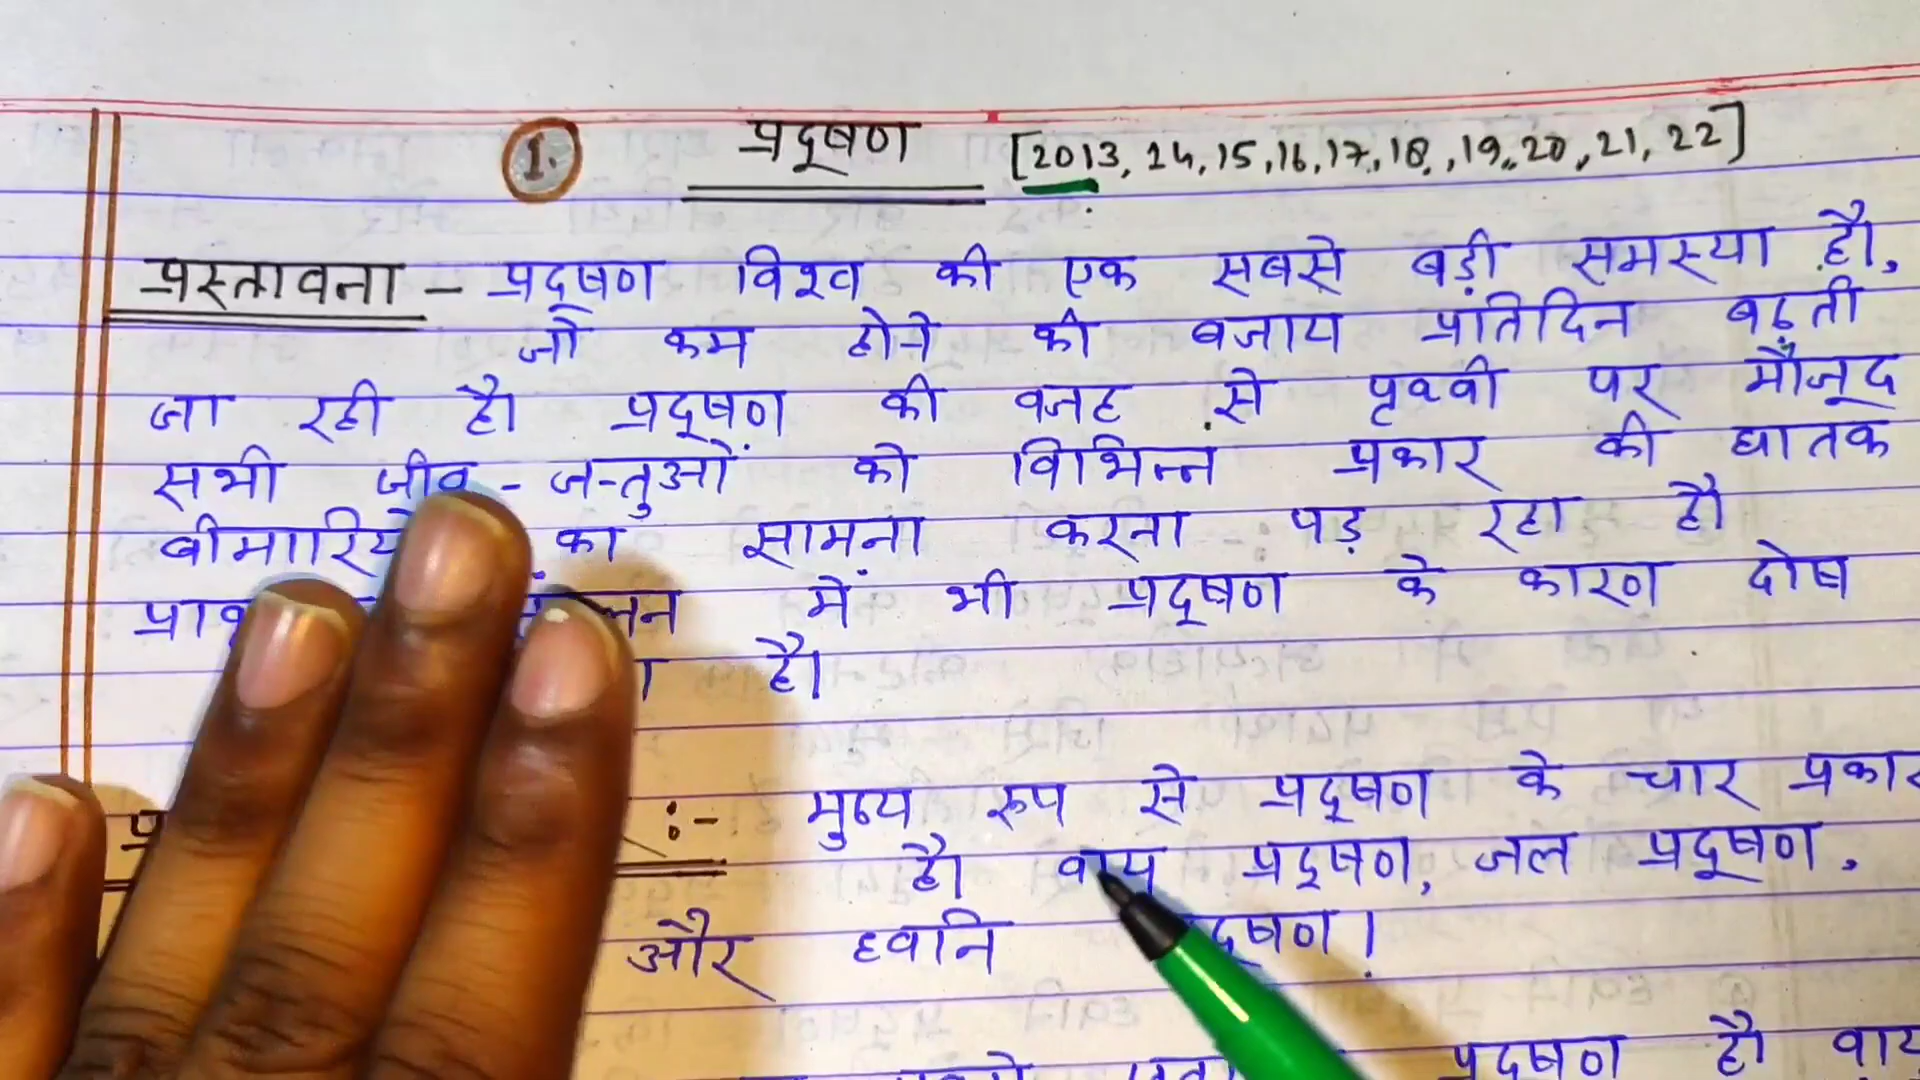 1. प्रदूषण [2013, 14, 15, 16, 17, 18, 19, 20, 21, 22]
प्रस्तावना - प्रदूषण विश्व की एक सबसे बड़ी समस्या है,
जो कम होने की बजाय प्रतिदिन बढ़ती
जा रही है। प्रदूषण की वजह से पृथ्वी पर मौजूद
सभी जीव-जन्तुओं को विभिन्न प्रकार की घातक
का सामना करना पड़ रहा है।
में भी प्रदूषण के कारण दोष
है।
:- मुख्य रूप से प्रदूषण के चार प्रकार
है। वायु प्रदूषण, जल प्रदूषण,
और ध्वनि प्रदूषण।
प्रदूषण है।